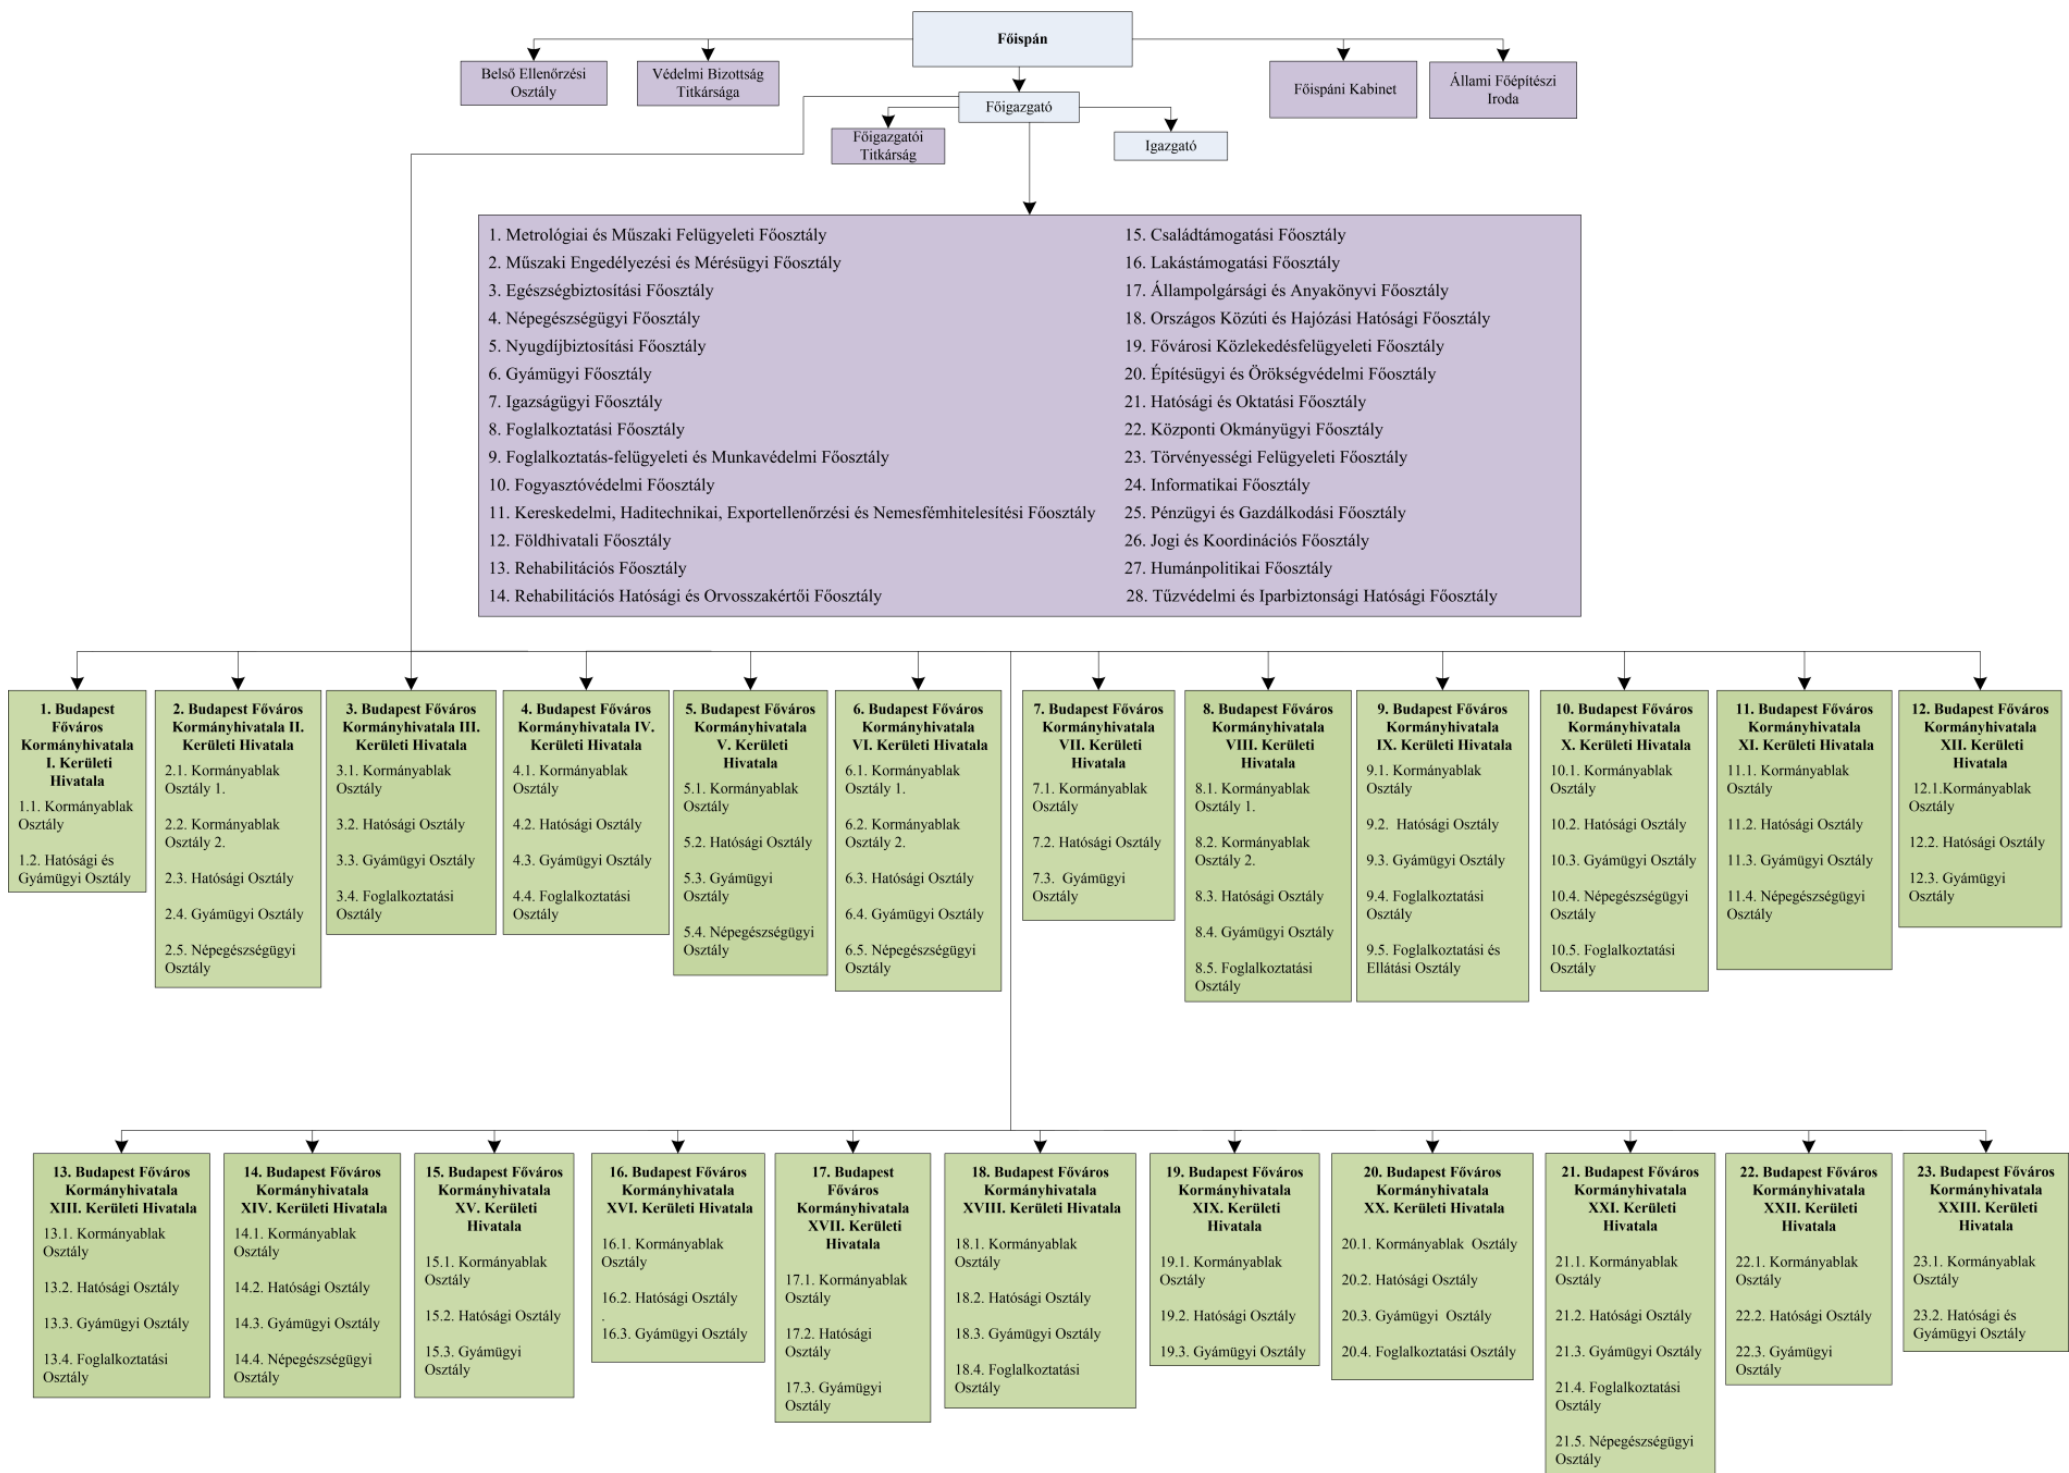 Főispán
Belső Ellenőrzési
Osztály
Védelmi Bizottság
Titkársága
Főispáni Kabinet
Állami Főépítészi
Iroda
Főigazgató
Főigazgatói
Titkárság
Igazgató
1. Metrológiai és Műszaki Felügyeleti Főosztály
2. Műszaki Engedélyezési és Mérésügyi Főosztály
3. Egészségbiztosítási Főosztály
4. Népegészségügyi Főosztály
5. Nyugdíjbiztosítási Főosztály
6. Gyámügyi Főosztály
7. Igazságügyi Főosztály
8. Foglalkoztatási Főosztály
9. Foglalkoztatás-felügyeleti és Munkavédelmi Főosztály
10. Fogyasztóvédelmi Főosztály
11. Kereskedelmi, Haditechnikai, Exportellenőrzési és Nemesfémhitelesítési Főosztály
12. Földhivatali Főosztály
13. Rehabilitációs Főosztály
14. Rehabilitációs Hatósági és Orvosszakértői Főosztály
15. Családtámogatási Főosztály
16. Lakástámogatási Főosztály
17. Állampolgársági és Anyakönyvi Főosztály
18. Országos Közúti és Hajózási Hatósági Főosztály
19. Fővárosi Közlekedésfelügyeleti Főosztály
20. Építésügyi és Örökségvédelmi Főosztály
21. Hatósági és Oktatási Főosztály
22. Központi Okmányügyi Főosztály
23. Törvényességi Felügyeleti Főosztály
24. Informatikai Főosztály
25. Pénzügyi és Gazdálkodási Főosztály
26. Jogi és Koordinációs Főosztály
27. Humánpolitikai Főosztály
28. Tűzvédelmi és Iparbiztonsági Hatósági Főosztály
1. Budapest
Főváros
Kormányhivatala
I. Kerületi
Hivatala
1.1. Kormányablak
Osztály
1.2. Hatósági és
Gyámügyi Osztály
2. Budapest Főváros
Kormányhivatala II.
Kerületi Hivatala
2.1. Kormányablak
Osztály 1.
2.2. Kormányablak
Osztály 2.
2.3. Hatósági Osztály
2.4. Gyámügyi Osztály
2.5. Népegészségügyi
Osztály
3. Budapest Főváros
Kormányhivatala III.
Kerületi Hivatala
3.1. Kormányablak
Osztály
3.2. Hatósági Osztály
3.3. Gyámügyi Osztály
3.4. Foglalkoztatási
Osztály
4. Budapest Főváros
Kormányhivatala IV.
Kerületi Hivatala
4.1. Kormányablak
Osztály
4.2. Hatósági Osztály
4.3. Gyámügyi Osztály
4.4. Foglalkoztatási
Osztály
5. Budapest Főváros
Kormányhivatala
V. Kerületi
Hivatala
5.1. Kormányablak
Osztály
5.2. Hatósági Osztály
5.3. Gyámügyi
Osztály
5.4. Népegészségügyi
Osztály
6. Budapest Főváros
Kormányhivatala
VI. Kerületi Hivatala
6.1. Kormányablak
Osztály 1.
6.2. Kormányablak
Osztály 2.
6.3. Hatósági Osztály
6.4. Gyámügyi Osztály
6.5. Népegészségügyi
Osztály
7. Budapest Főváros
Kormányhivatala
VII. Kerületi
Hivatala
7.1. Kormányablak
Osztály
7.2. Hatósági Osztály
7.3. Gyámügyi
Osztály
8. Budapest Főváros
Kormányhivatala
VIII. Kerületi
Hivatala
8.1. Kormányablak
Osztály 1.
8.2. Kormányablak
Osztály 2.
8.3. Hatósági Osztály
8.4. Gyámügyi Osztály
8.5. Foglalkoztatási
Osztály
9. Budapest Főváros
Kormányhivatala
IX. Kerületi Hivatala
9.1. Kormányablak
Osztály
9.2. Hatósági Osztály
9.3. Gyámügyi Osztály
9.4. Foglalkoztatási
Osztály
9.5. Foglalkoztatási és
Ellátási Osztály
10. Budapest Főváros
Kormányhivatala
X. Kerületi Hivatala
10.1. Kormányablak
Osztály
10.2. Hatósági Osztály
10.3. Gyámügyi Osztály
10.4. Népegészségügyi
Osztály
10.5. Foglalkoztatási
Osztály
11. Budapest Főváros
Kormányhivatala
XI. Kerületi Hivatala
11.1. Kormányablak
Osztály
11.2. Hatósági Osztály
11.3. Gyámügyi Osztály
11.4. Népegészségügyi
Osztály
12. Budapest Főváros
Kormányhivatala
XII. Kerületi
Hivatala
12.1.Kormányablak
Osztály
12.2. Hatósági Osztály
12.3. Gyámügyi
Osztály
13. Budapest Főváros
Kormányhivatala
XIII. Kerületi Hivatala
13.1. Kormányablak
Osztály
13.2. Hatósági Osztály
13.3. Gyámügyi Osztály
13.4. Foglalkoztatási
Osztály
14. Budapest Főváros
Kormányhivatala
XIV. Kerületi Hivatala
14.1. Kormányablak
Osztály
14.2. Hatósági Osztály
14.3. Gyámügyi Osztály
14.4. Népegészségügyi
Osztály
15. Budapest Főváros
Kormányhivatala
XV. Kerületi
Hivatala
15.1. Kormányablak
Osztály
15.2. Hatósági Osztály
15.3. Gyámügyi
Osztály
16. Budapest Főváros
Kormányhivatala
XVI. Kerületi Hivatala
16.1. Kormányablak
Osztály
16.2. Hatósági Osztály
.
16.3. Gyámügyi Osztály
17. Budapest
Főváros
Kormányhivatala
XVII. Kerületi
Hivatala
17.1. Kormányablak
Osztály
17.2. Hatósági
Osztály
17.3. Gyámügyi
Osztály
18. Budapest Főváros
Kormányhivatala
XVIII. Kerületi Hivatala
18.1. Kormányablak
Osztály
18.2. Hatósági Osztály
18.3. Gyámügyi Osztály
18.4. Foglalkoztatási
Osztály
19. Budapest Főváros
Kormányhivatala
XIX. Kerületi
Hivatala
19.1. Kormányablak
Osztály
19.2. Hatósági Osztály
19.3. Gyámügyi Osztály
20. Budapest Főváros
Kormányhivatala
XX. Kerületi Hivatala
20.1. Kormányablak Osztály
20.2. Hatósági Osztály
20.3. Gyámügyi Osztály
20.4. Foglalkoztatási Osztály
21. Budapest Főváros
Kormányhivatala
XXI. Kerületi
Hivatala
21.1. Kormányablak
Osztály
21.2. Hatósági Osztály
21.3. Gyámügyi Osztály
21.4. Foglalkoztatási
Osztály
21.5. Népegészségügyi
Osztály
22. Budapest Főváros
Kormányhivatala
XXII. Kerületi
Hivatala
22.1. Kormányablak
Osztály
22.2. Hatósági Osztály
22.3. Gyámügyi
Osztály
23. Budapest Főváros
Kormányhivatala
XXIII. Kerületi
Hivatala
23.1. Kormányablak
Osztály
23.2. Hatósági és
Gyámügyi Osztály